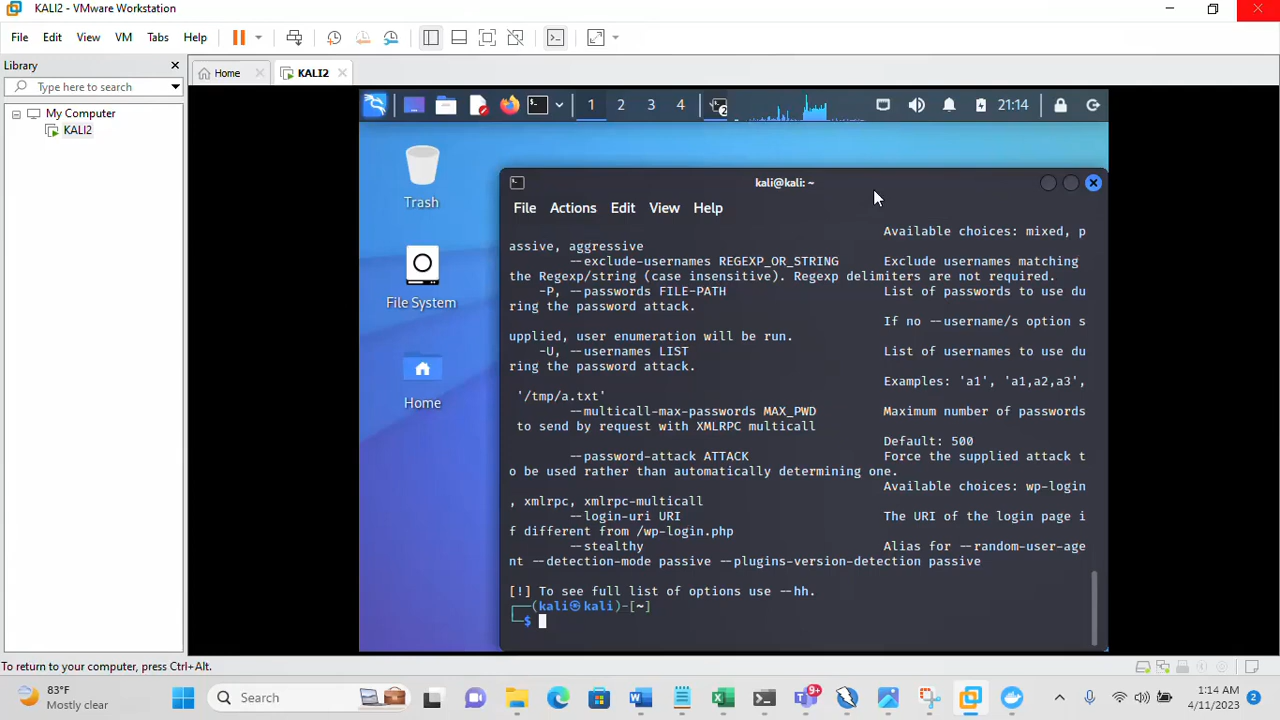 KALI2 - VMware Workstation
File Edit View VM Tabs Help
Library
Type here to search
My Computer
KALI2
Home
KALI2
1 2 3 4
2
21:14
Trash
File System
Home
kali@kali: ~
File Actions Edit View Help
Available choices: mixed, p
assive, aggressive
--exclude-usernames REGEXP_OR_STRING Exclude usernames matching
the Regexp/string (case insensitive). Regexp delimiters are not required.
-P, --passwords FILE-PATH List of passwords to use du
ring the password attack.
If no --username/s option s
upplied, user enumeration will be run.
-U, --usernames LIST List of usernames to use du
ring the password attack.
Examples: 'a1', 'a1,a2,a3',
'/tmp/a.txt'
--multicall-max-passwords MAX_PWD Maximum number of passwords
to send by request with XMLRPC multicall
Default: 500
--password-attack ATTACK Force the supplied attack t
o be used rather than automatically determining one.
Available choices: wp-login
, xmlrpc, xmlrpc-multicall
--login-uri URI The URI of the login page i
f different from /wp-login.php
--stealthy Alias for --random-user-age
nt --detection-mode passive --plugins-version-detection passive
[!] To see full list of options use --hh.
┌──(kali㉿kali)-[~]
└─$
To return to your computer, press Ctrl+Alt.
83°F
Mostly clear
Search
9+
1:14 AM
4/11/2023
2